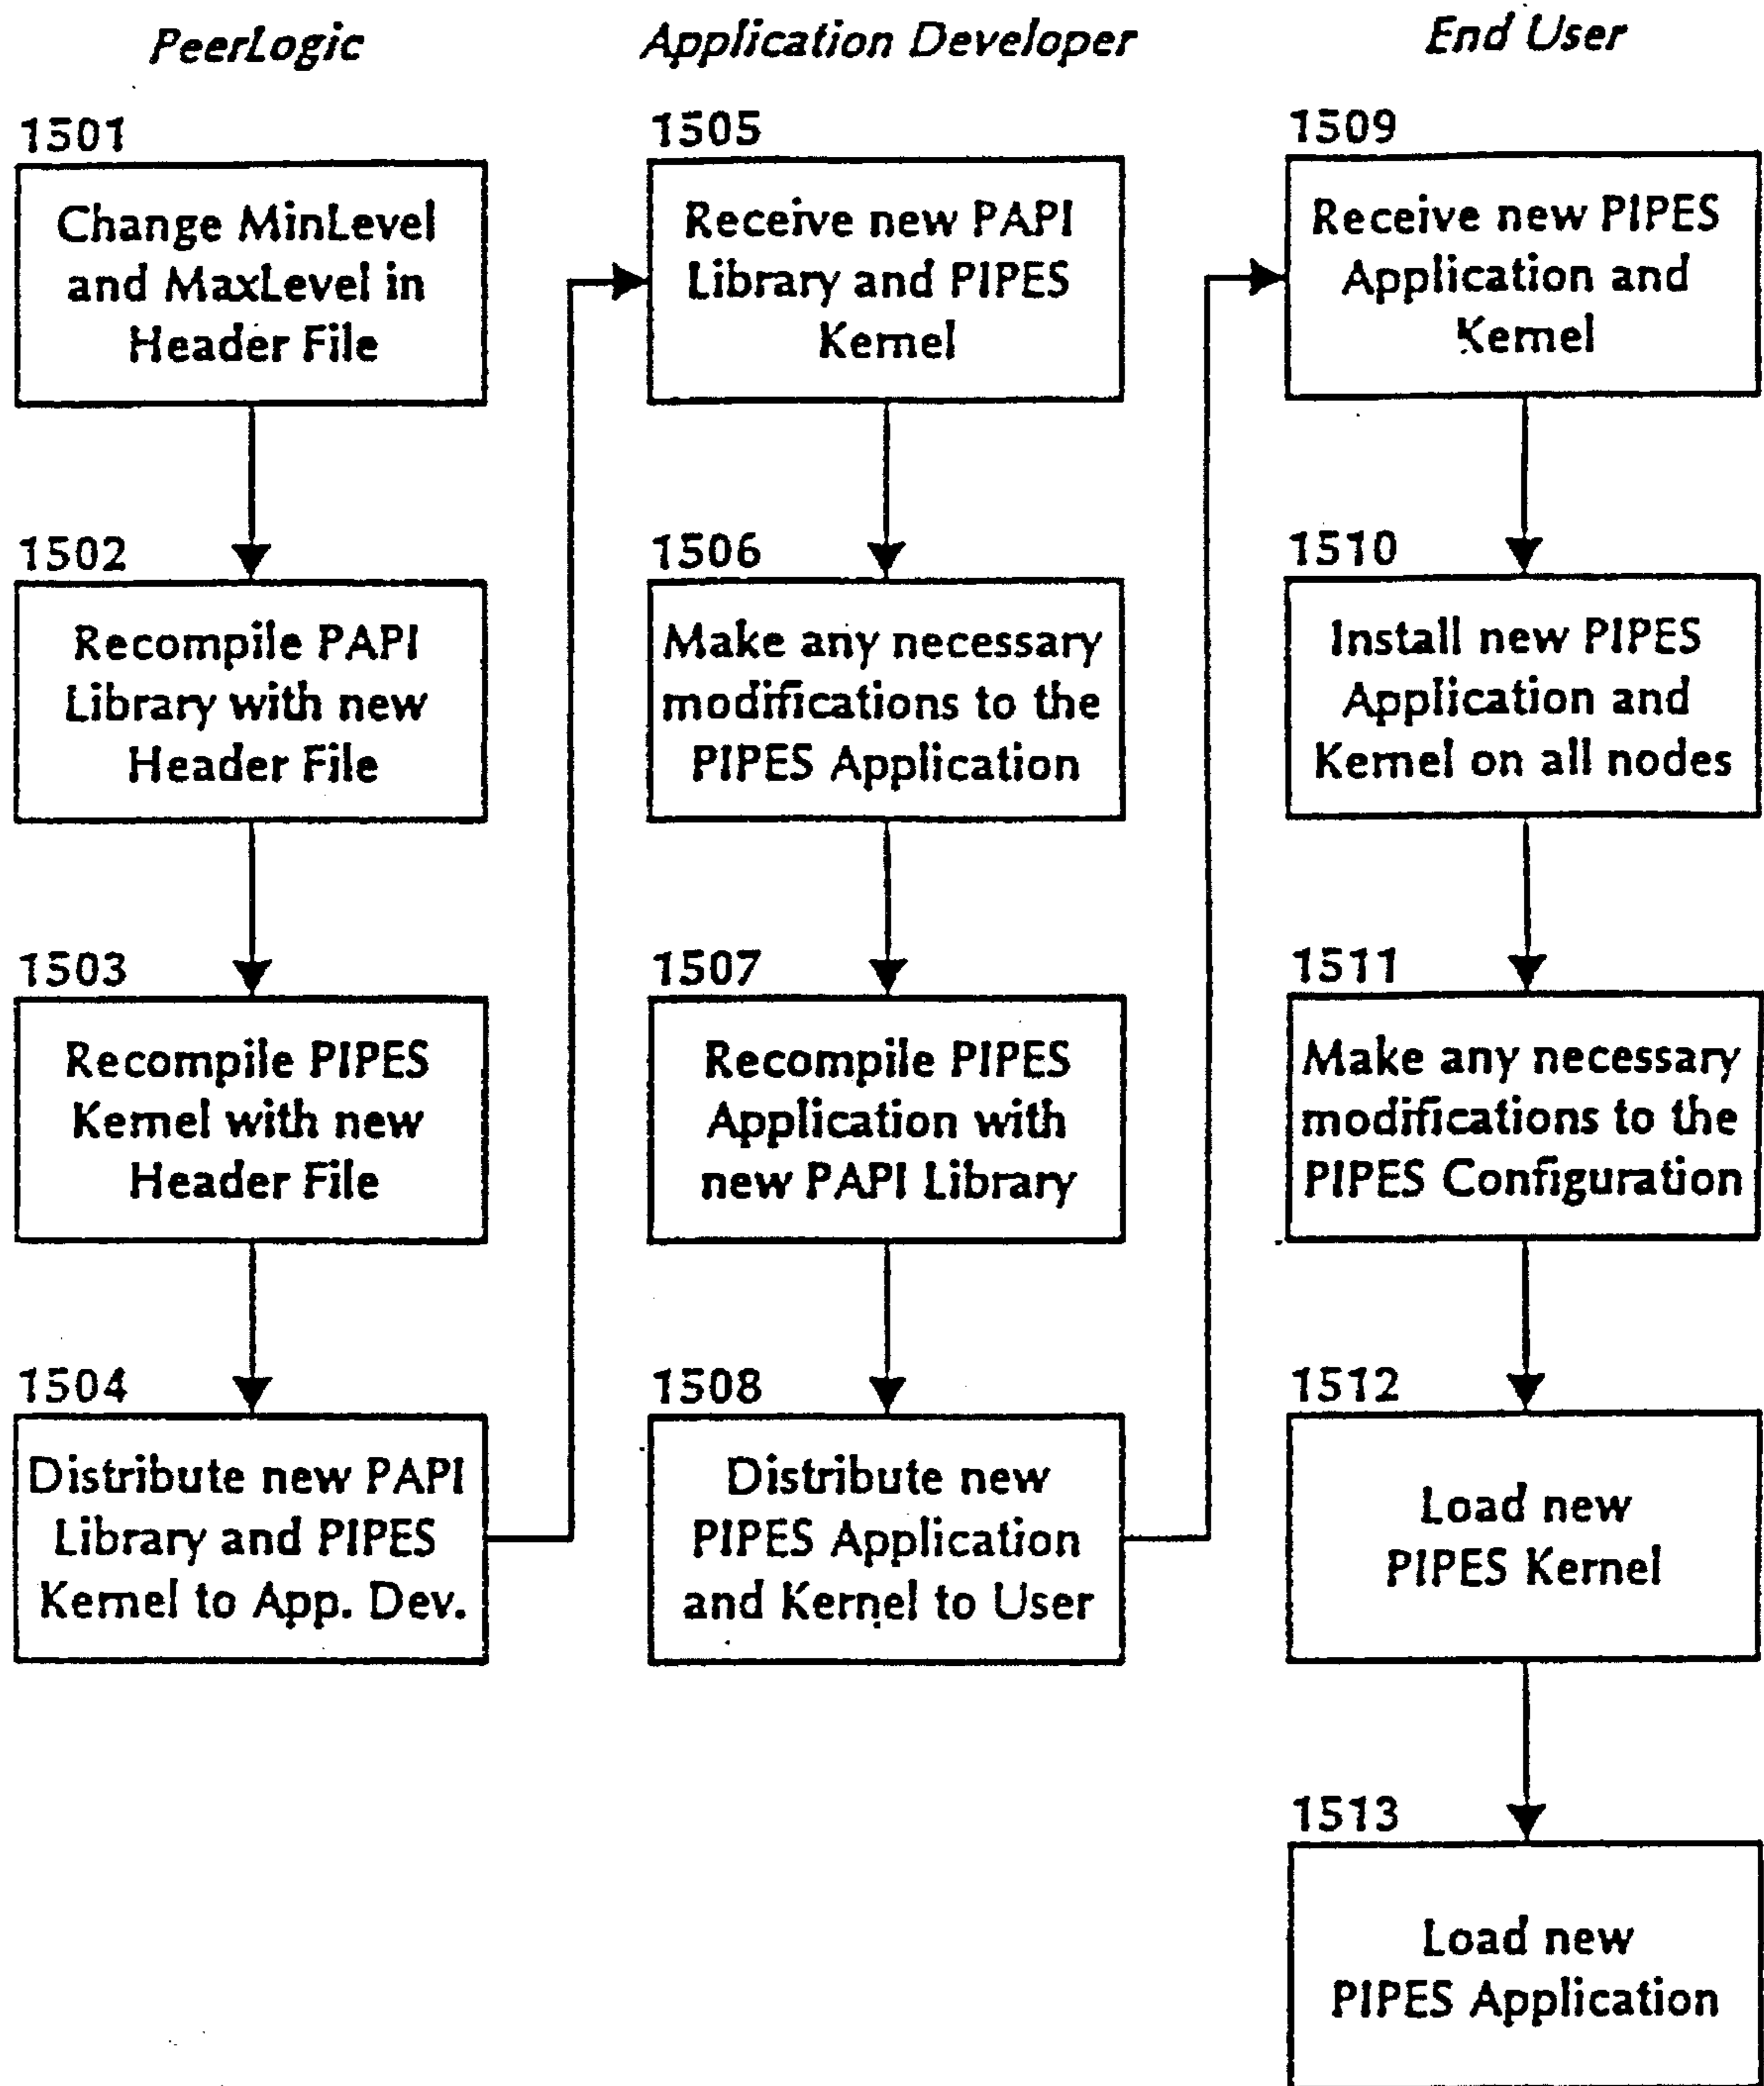 PeerLogic
1501
Change MinLevel
and MaxLevel in
Header File
1502
Recompile PAPI
Library with new
Header File
1503
Recompile PIPES
Kernel with new
Header File
1504
Distribute new PAPI
Library and PIPES
Kernel to App. Dev.
Application Developer
1505
Receive new PAPI
Library and PIPES
Kernel
1506
Make any necessary
modifications to the
PIPES Application
1507
Recompile PIPES
Application with
new PAPI Library
1508
Distribute new
PIPES Application
and Kernel to User
End User
1509
Receive new PIPES
Application and
Kernel
1510
Install new PIPES
Application and
Kernel on all nodes
1511
Make any necessary
modifications to the
PIPES Configuration
1512
Load new
PIPES Kernel
1513
Load new
PIPES Application